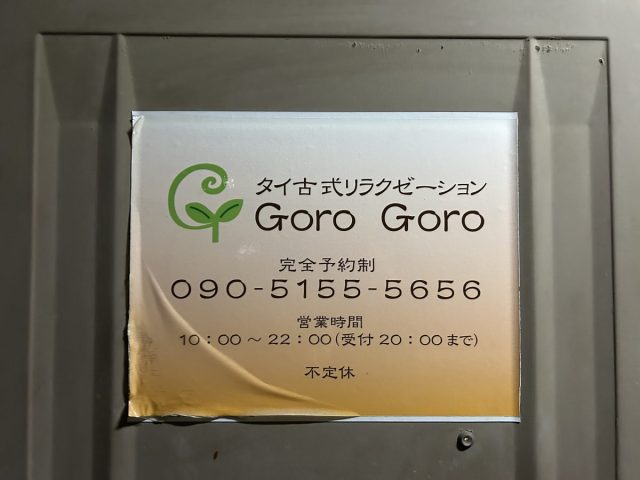 タイ古式リラクゼーション
Goro Goro
完全予約制
090-5155-5656
営業時間
10：00～22：00(受付20：00まで)
不定休